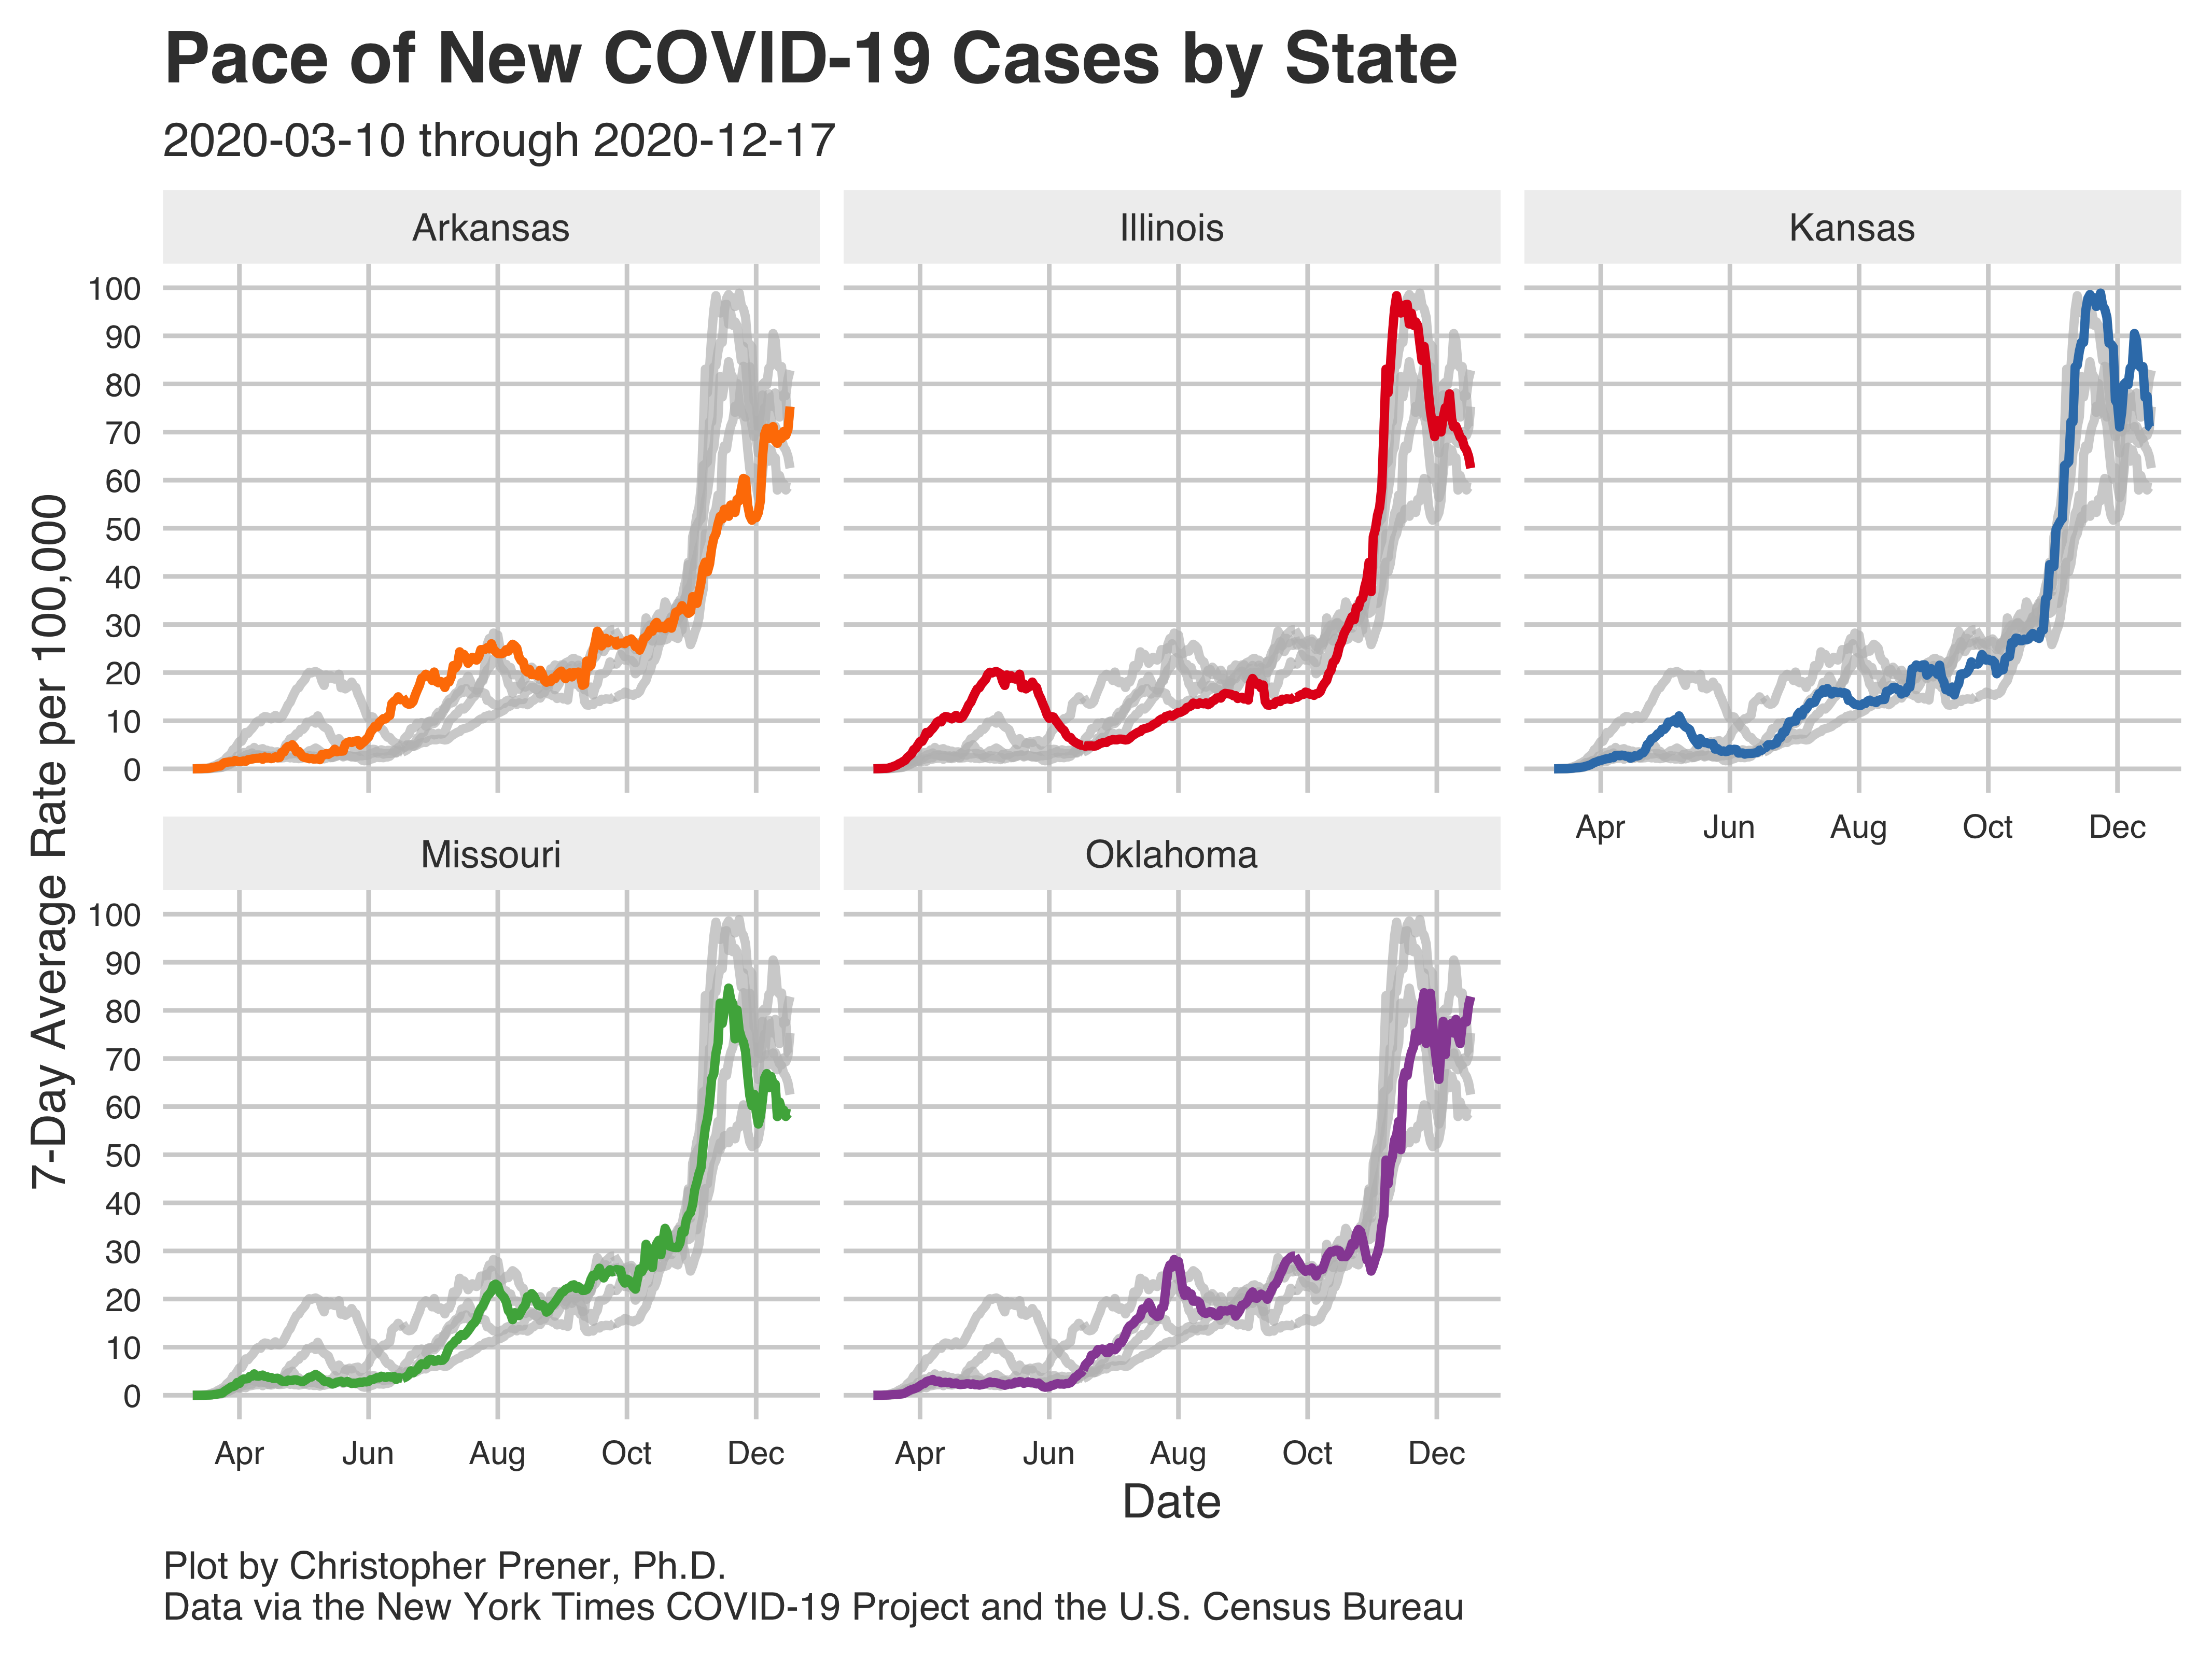 Pace of New COVID-19 Cases by State
2020-03-10 through 2020-12-17
7-Day Average Rate per 100,000
Arkansas
Illinois
Kansas
100
90
80
70
60
50
40
30
20
10
0
Apr Jun Aug Oct Dec
Missouri
Oklahoma
100
90
80
70
60
50
40
30
20
10
0
Apr Jun Aug Oct Dec
Apr Jun Aug Oct Dec
Date
Plot by Christopher Prener, Ph.D.
Data via the New York Times COVID-19 Project and the U.S. Census Bureau